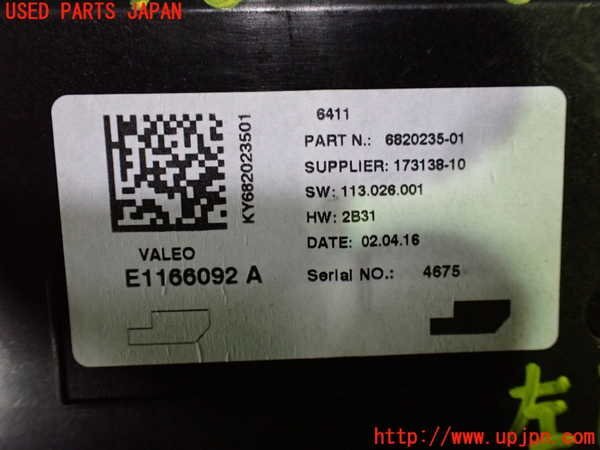 USED PARTS JAPAN
6411
PART N.: 6820235-01
SUPPLIER: 173138-10
SW: 113.026.001
HW: 2B31
DATE: 02.04.16
Serial NO.: 4675
KY682023501
VALEO
E1166092 A
左
http://www.upjpn.com